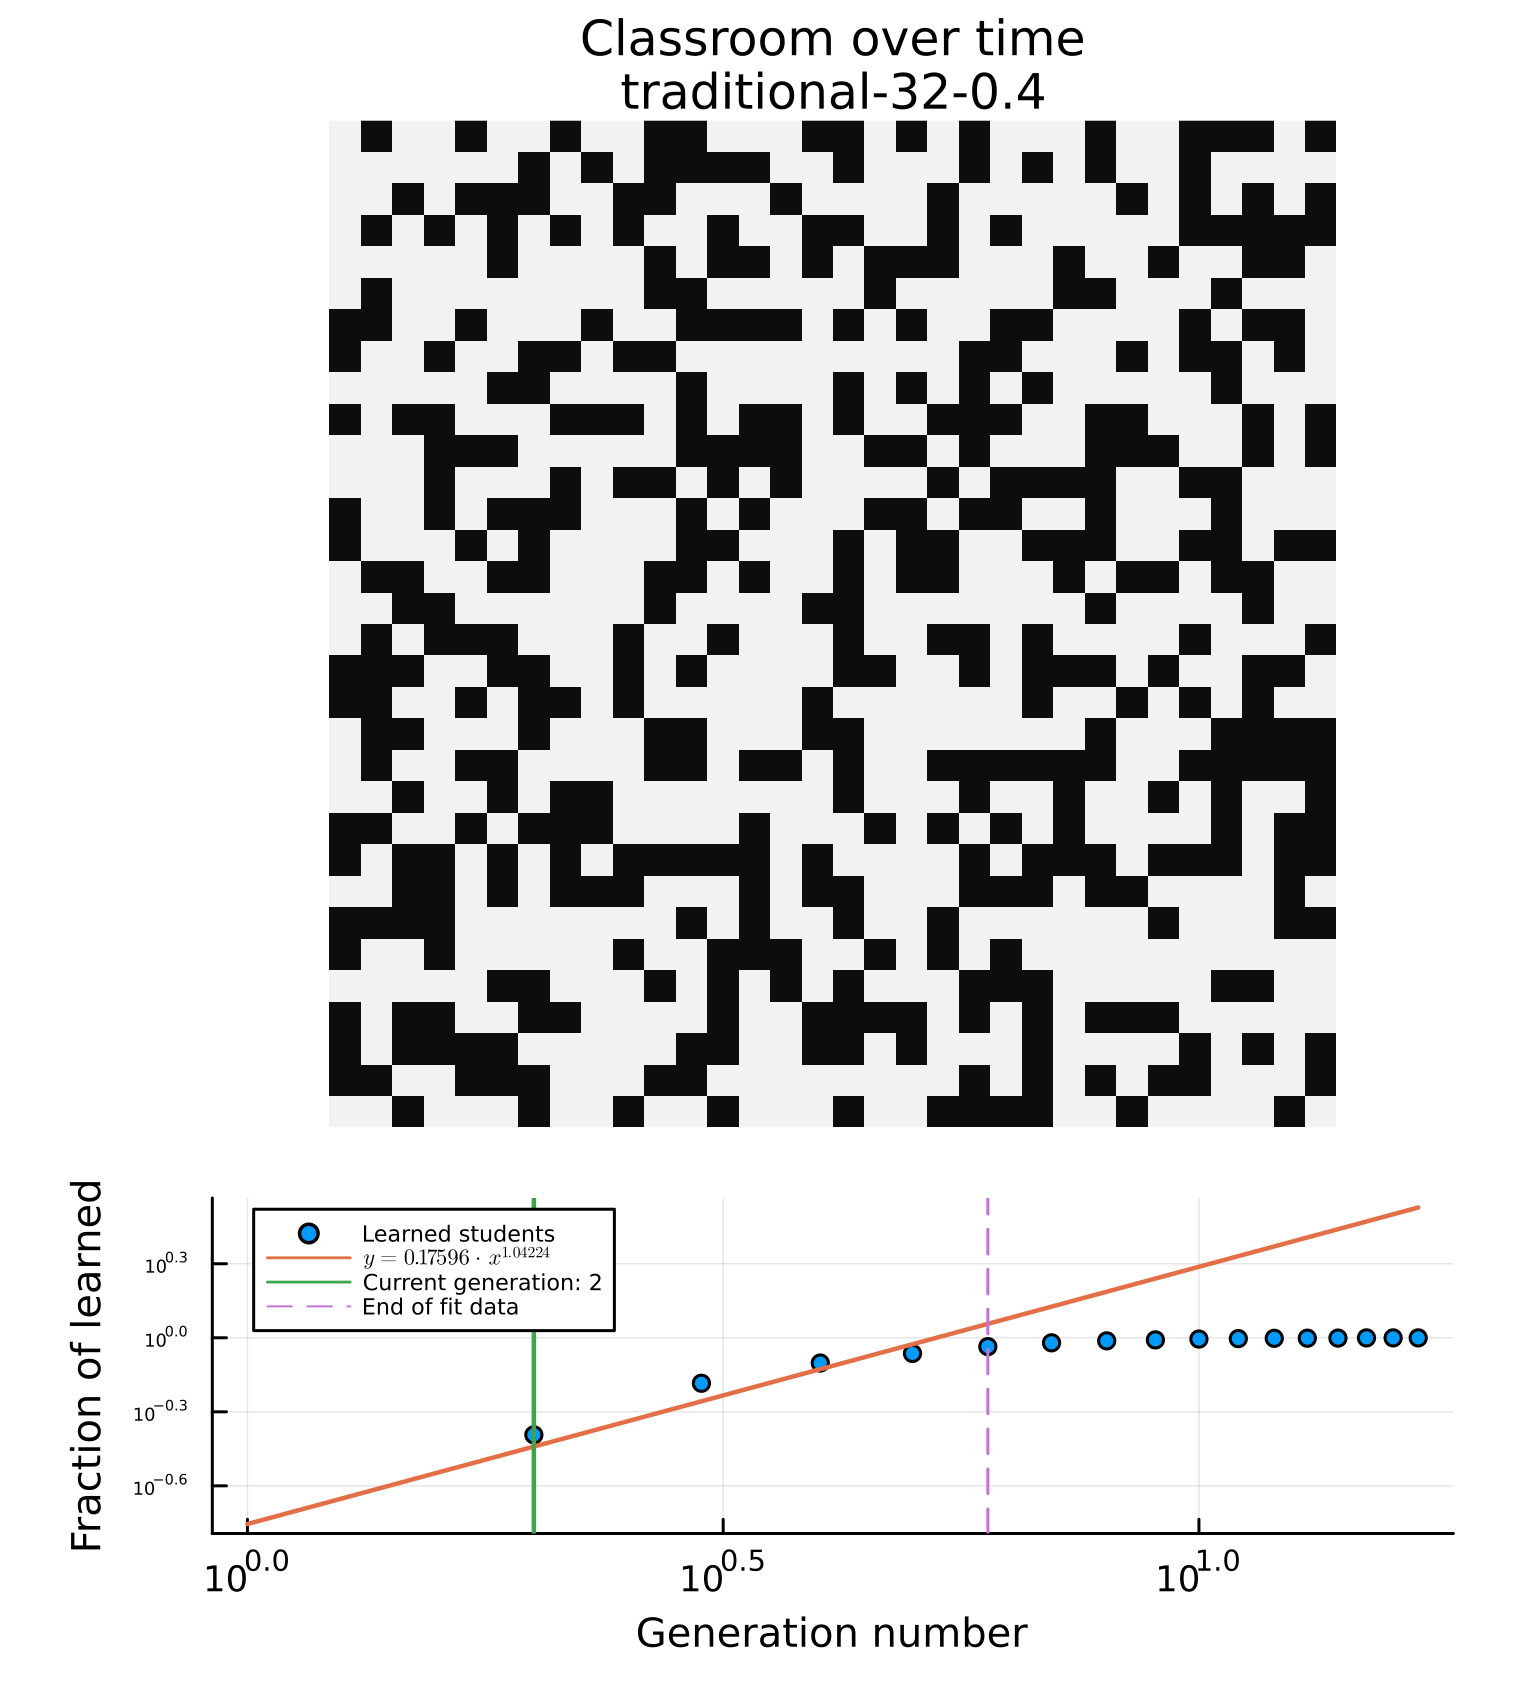 Classroom over time
traditional-32-0.4
Fraction of learned
10^0.3
10^0.0
10^−0.3
10^−0.6
Learned students
y = 0.17596 · x^1.04224
Current generation: 2
End of fit data
10^0.0 10^0.5 10^1.0
Generation number